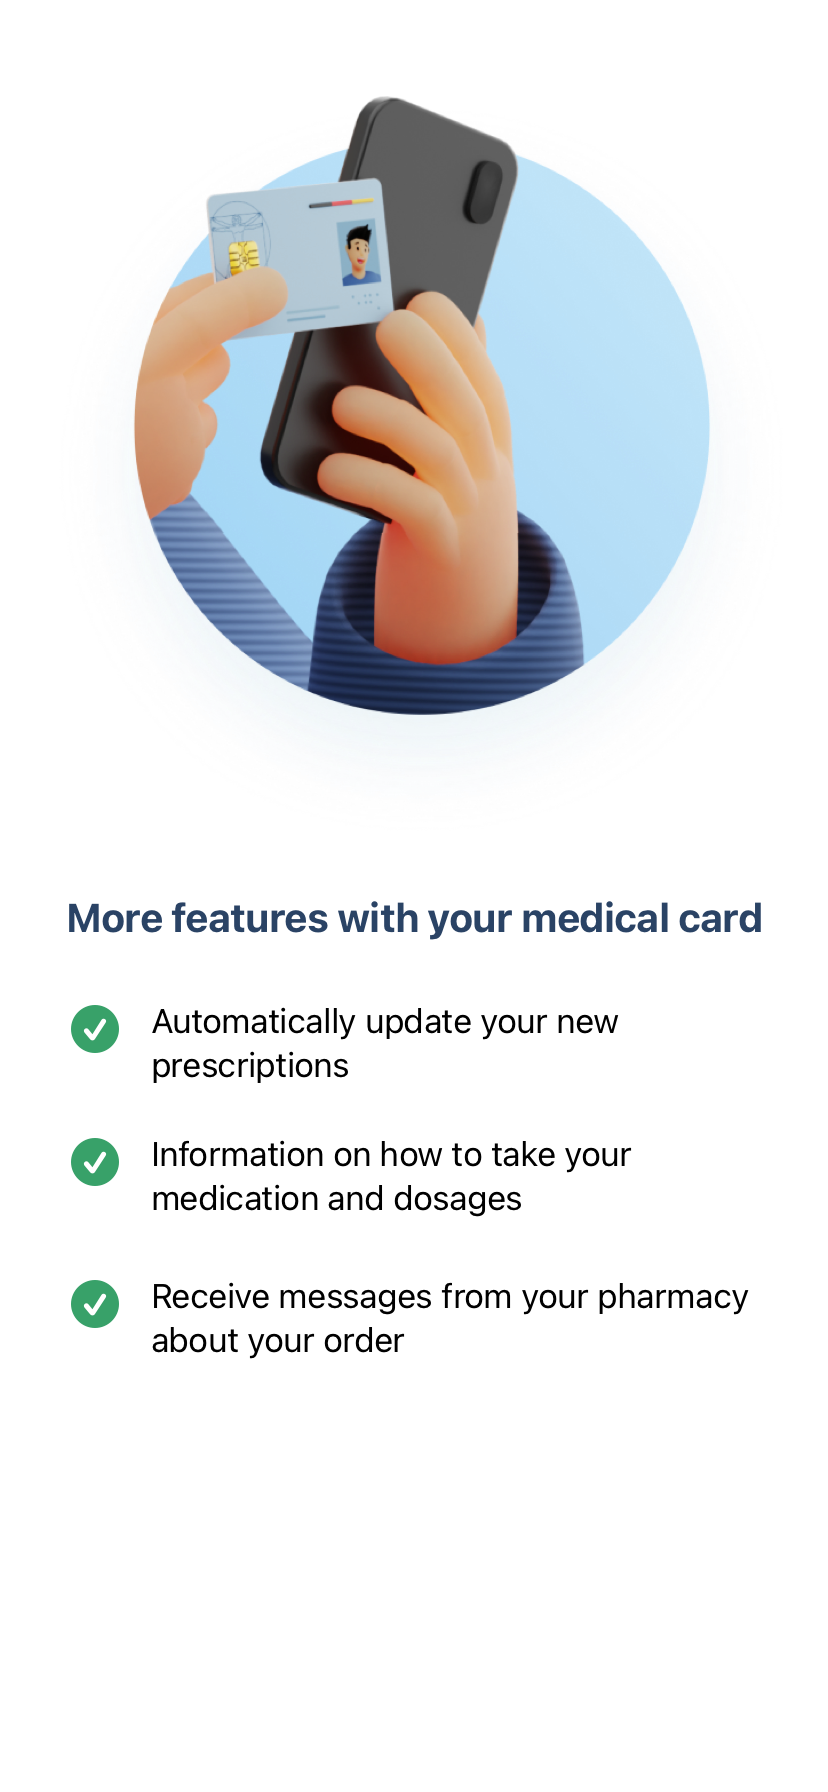 More features with your medical card
Automatically update your new
prescriptions
Information on how to take your
medication and dosages
Receive messages from your pharmacy
about your order